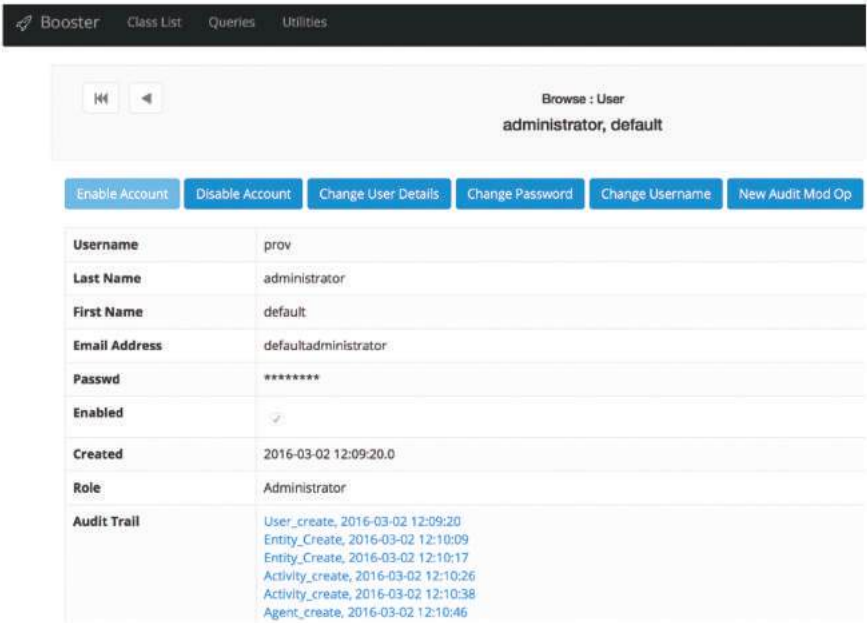 Booster Class List Queries Utilities
Browse : User
administrator, default
Enable Account Disable Account Change User Details Change Password Change Username New Audit Mod Op
Username prov
Last Name administrator
First Name default
Email Address defaultadministrator
Passwd ********
Enabled
Created 2016-03-02 12:09:20.0
Role Administrator
Audit Trail User_create, 2016-03-02 12:09:20
Entity_Create, 2016-03-02 12:10:09
Entity_Create, 2016-03-02 12:10:17
Activity_create, 2016-03-02 12:10:26
Activity_create, 2016-03-02 12:10:38
Agent_create, 2016-03-02 12:10:46